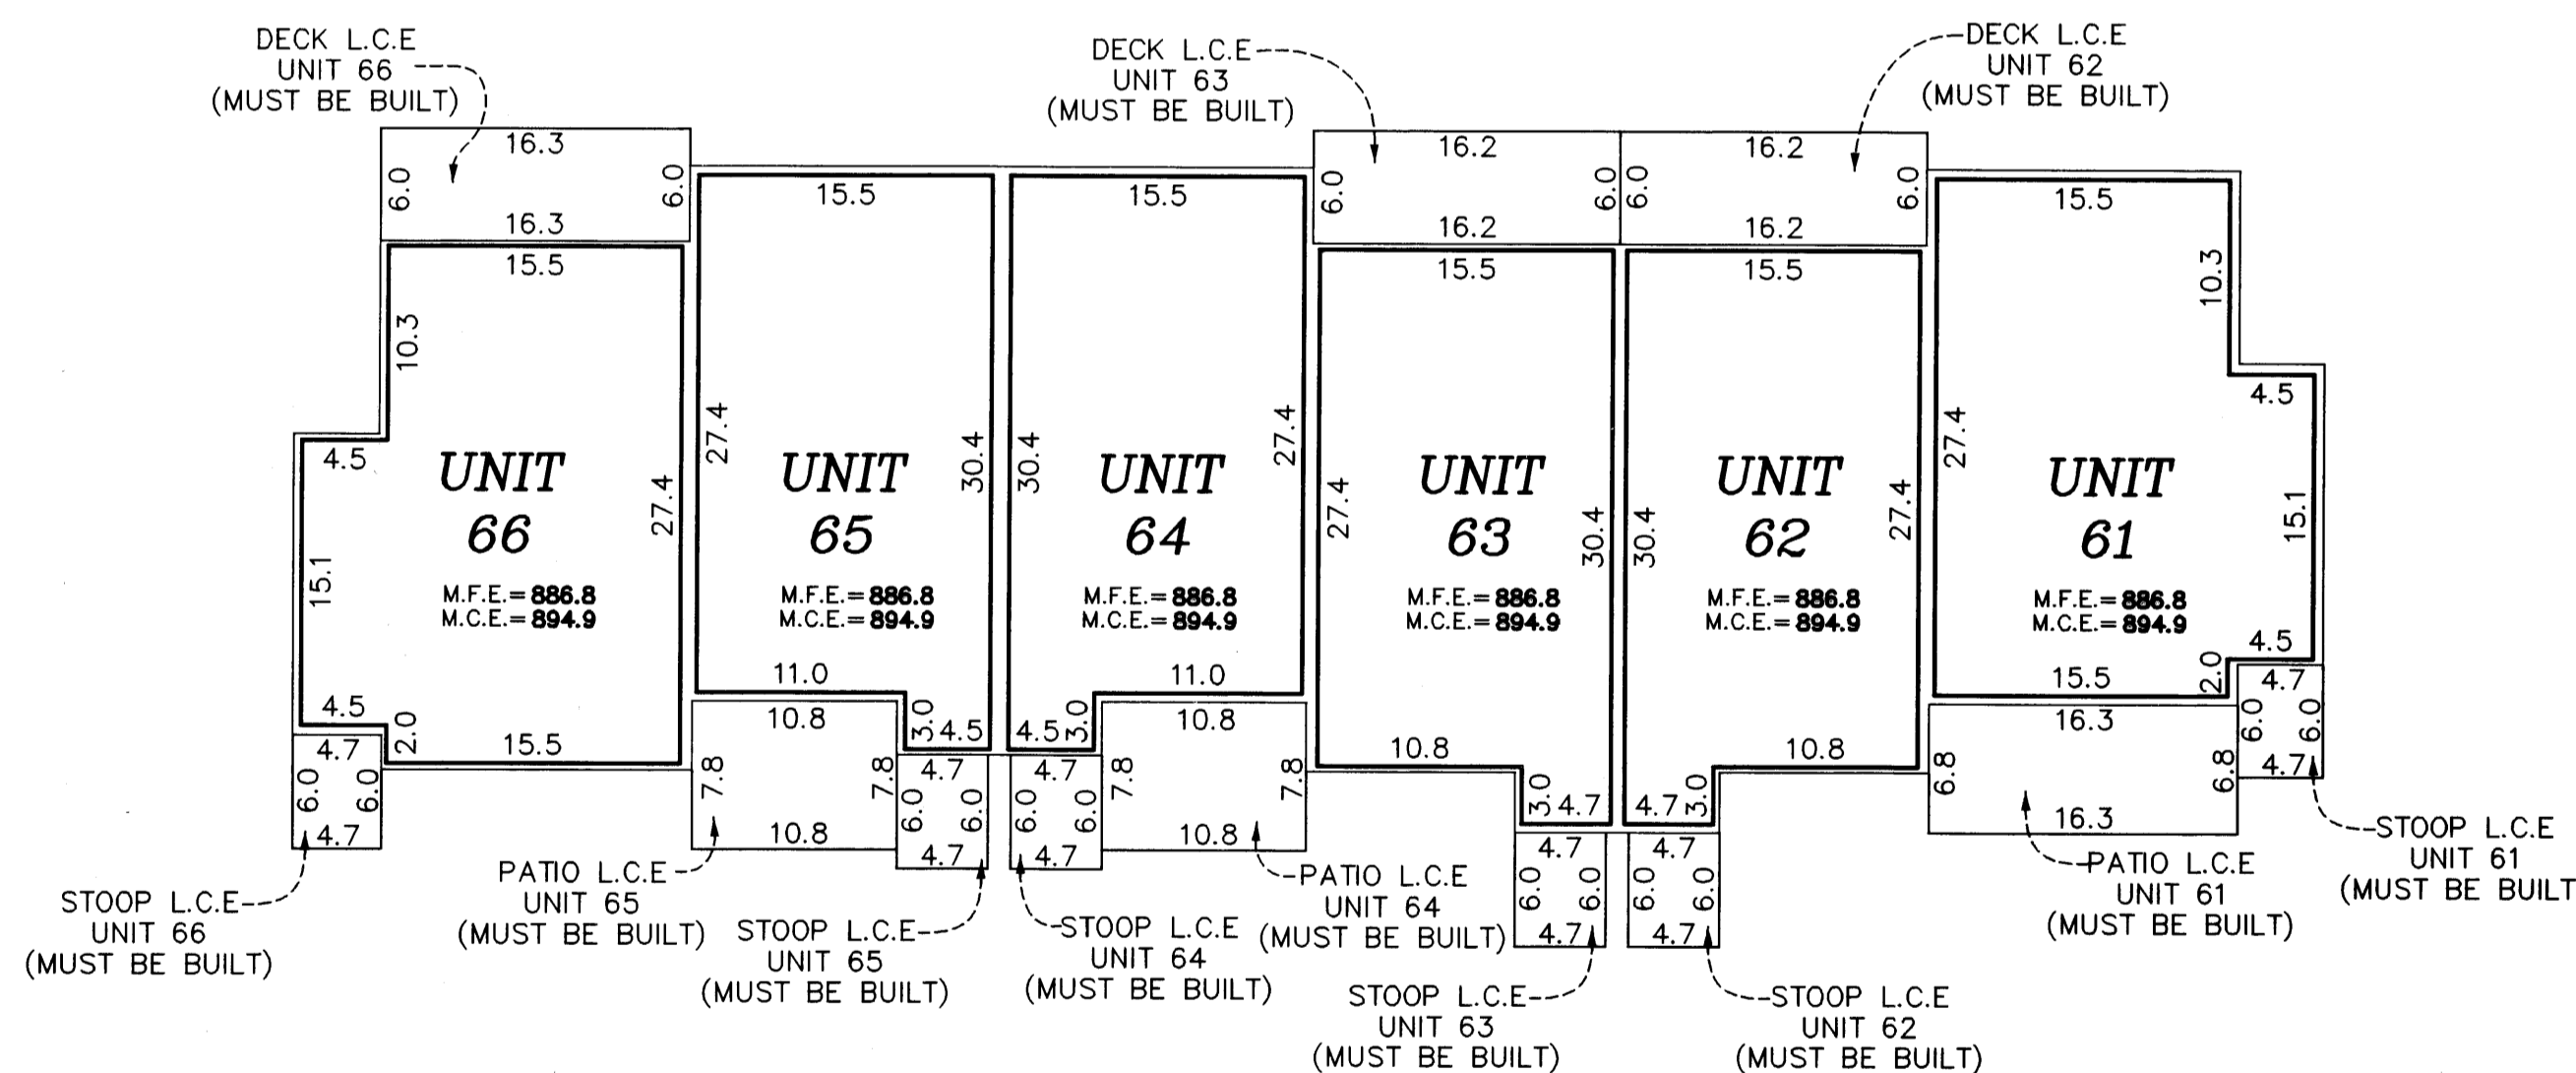 DECK L.C.E
UNIT 66
(MUST BE BUILT)
DECK L.C.E
UNIT 63
(MUST BE BUILT)
DECK L.C.E
UNIT 62
(MUST BE BUILT)
16.3
6.0
6.0
16.3
16.2
6.0
6.0
16.2
16.2
6.0
6.0
16.2
15.5
10.3
4.5
15.1
4.5
2.0
15.5
27.4
UNIT
66
M.F.E.= 886.8
M.C.E.= 894.9
15.5
27.4
30.4
UNIT
65
M.F.E.= 886.8
M.C.E.= 894.9
11.0
3.0
4.5
15.5
30.4
27.4
UNIT
64
M.F.E.= 886.8
M.C.E.= 894.9
11.0
4.5
3.0
15.5
27.4
30.4
UNIT
63
M.F.E.= 886.8
M.C.E.= 894.9
10.8
3.0
4.7
15.5
30.4
27.4
UNIT
62
M.F.E.= 886.8
M.C.E.= 894.9
10.8
4.7
3.0
15.5
10.3
4.5
27.4
15.1
UNIT
61
M.F.E.= 886.8
M.C.E.= 894.9
4.5
2.0
15.5
4.7
6.0
6.0
4.7
10.8
7.8
7.8
10.8
4.7
6.0
6.0
4.7
4.7
6.0
6.0
4.7
10.8
7.8
7.8
10.8
4.7
6.0
6.0
4.7
4.7
6.0
6.0
4.7
16.3
6.8
6.8
16.3
4.7
6.0
6.0
4.7
STOOP L.C.E
UNIT 66
(MUST BE BUILT)
PATIO L.C.E
UNIT 65
(MUST BE BUILT)
STOOP L.C.E
UNIT 65
(MUST BE BUILT)
STOOP L.C.E
UNIT 64
(MUST BE BUILT)
PATIO L.C.E
UNIT 64
(MUST BE BUILT)
STOOP L.C.E
UNIT 63
(MUST BE BUILT)
STOOP L.C.E
UNIT 62
(MUST BE BUILT)
PATIO L.C.E
UNIT 61
(MUST BE BUILT)
STOOP L.C.E
UNIT 61
(MUST BE BUILT